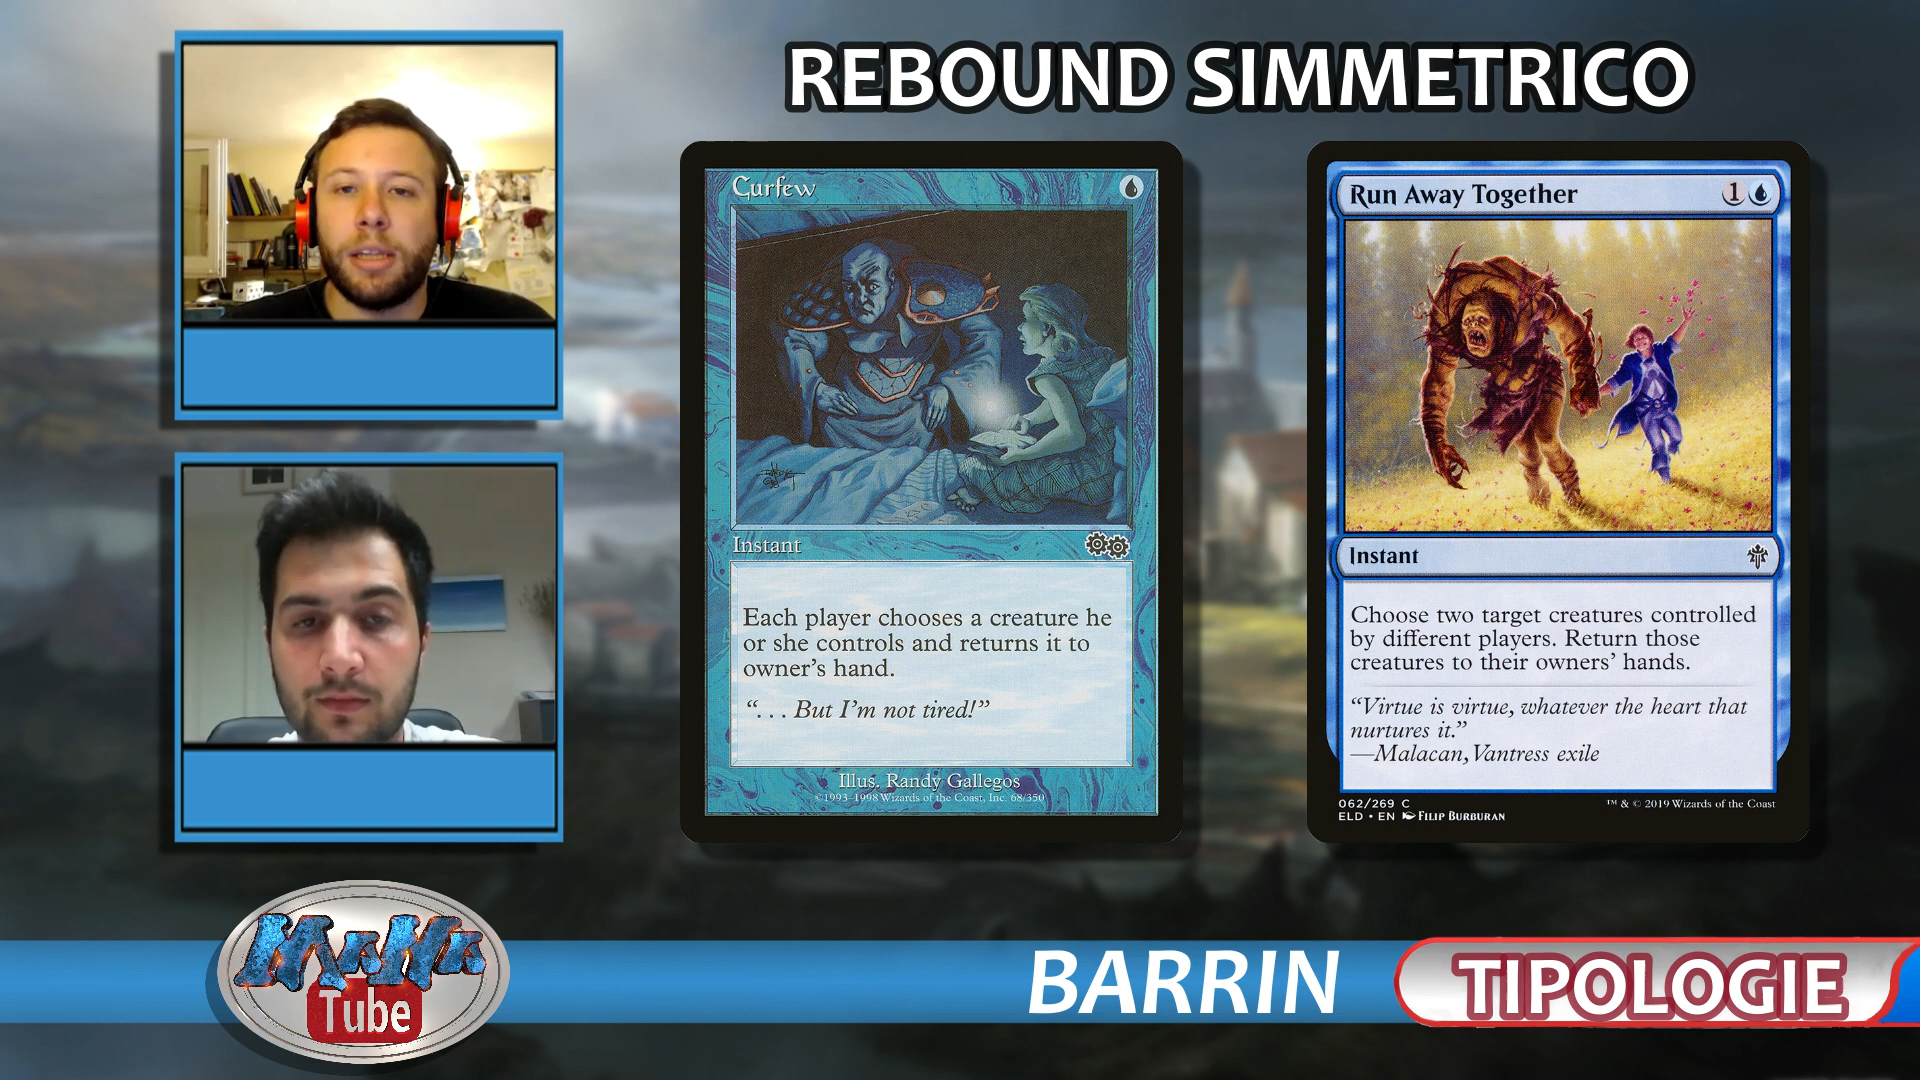 REBOUND SIMMETRICO
Curfew
Instant
Each player chooses a creature he
or she controls and returns it to
owner's hand.
“. . . But I'm not tired!”
Illus. Randy Gallegos
©1993–1998 Wizards of the Coast, Inc. 68/350
Run Away Together
1
Instant
Choose two target creatures controlled
by different players. Return those
creatures to their owners' hands.
“Virtue is virtue, whatever the heart that
nurtures it.”
—Malacan, Vantress exile
062/269 C
ELD • EN FILIP BURBURAN
™ & © 2019 Wizards of the Coast
MaNa
Tube
BARRIN
TIPOLOGIE